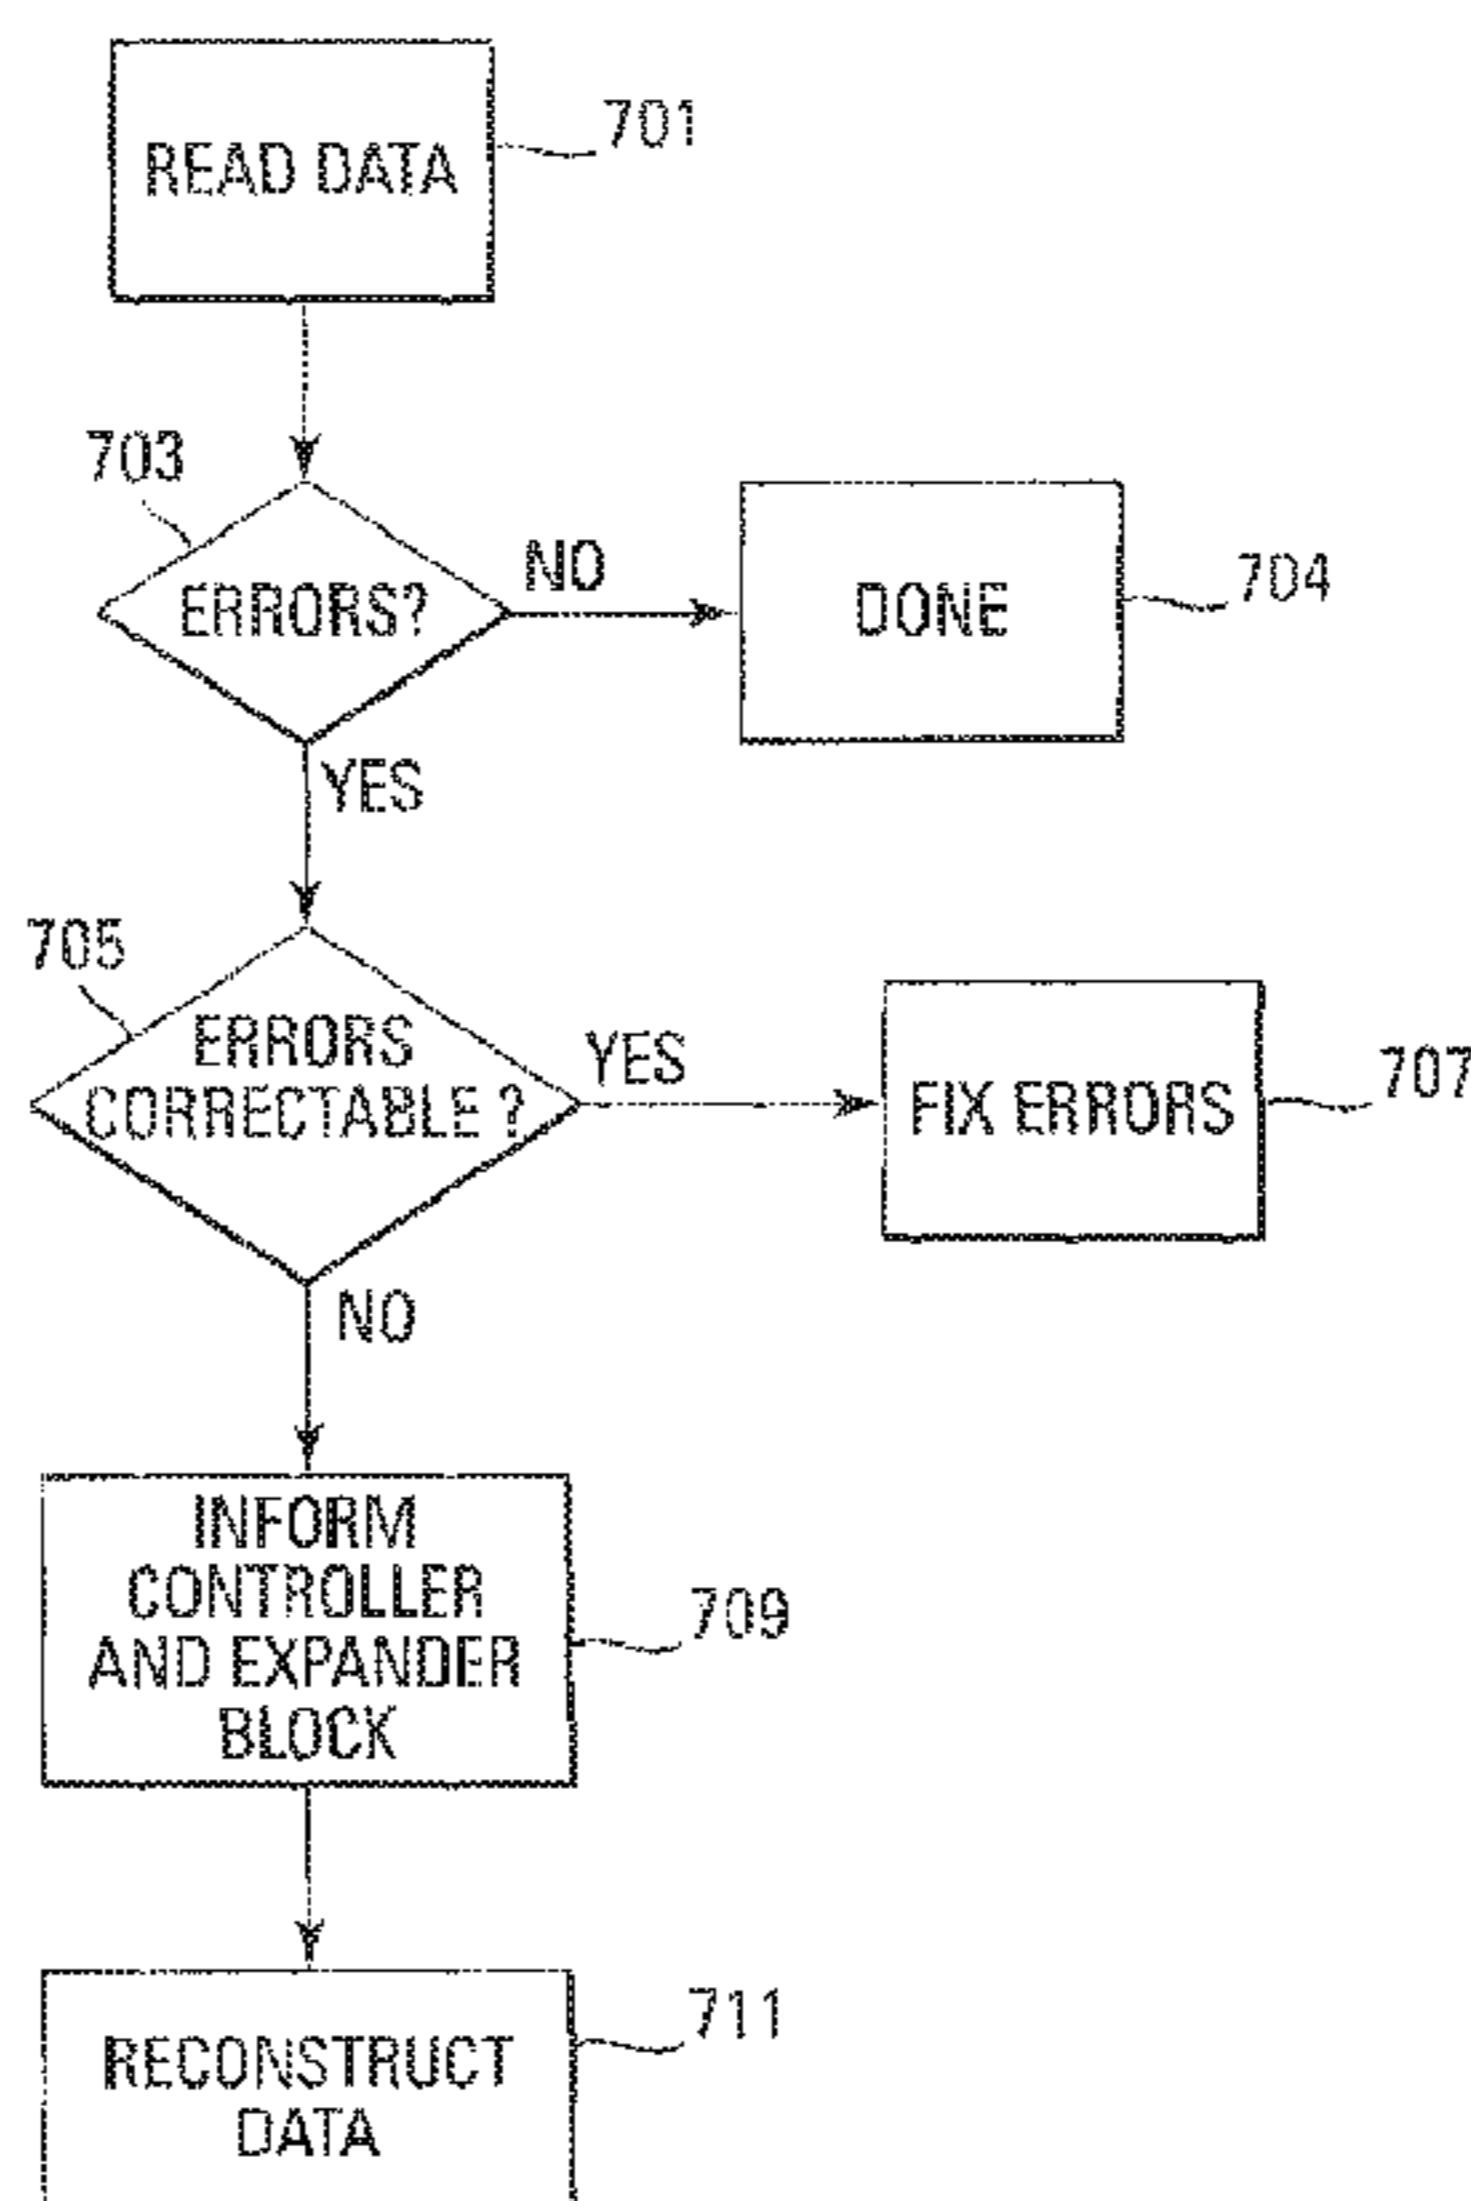 READ DATA
701
703
ERRORS?
NO
DONE
704
YES
705
ERRORS
CORRECTABLE ?
YES
FIX ERRORS
707
NO
INFORM
CONTROLLER
AND EXPANDER
BLOCK
709
RECONSTRUCT
DATA
711